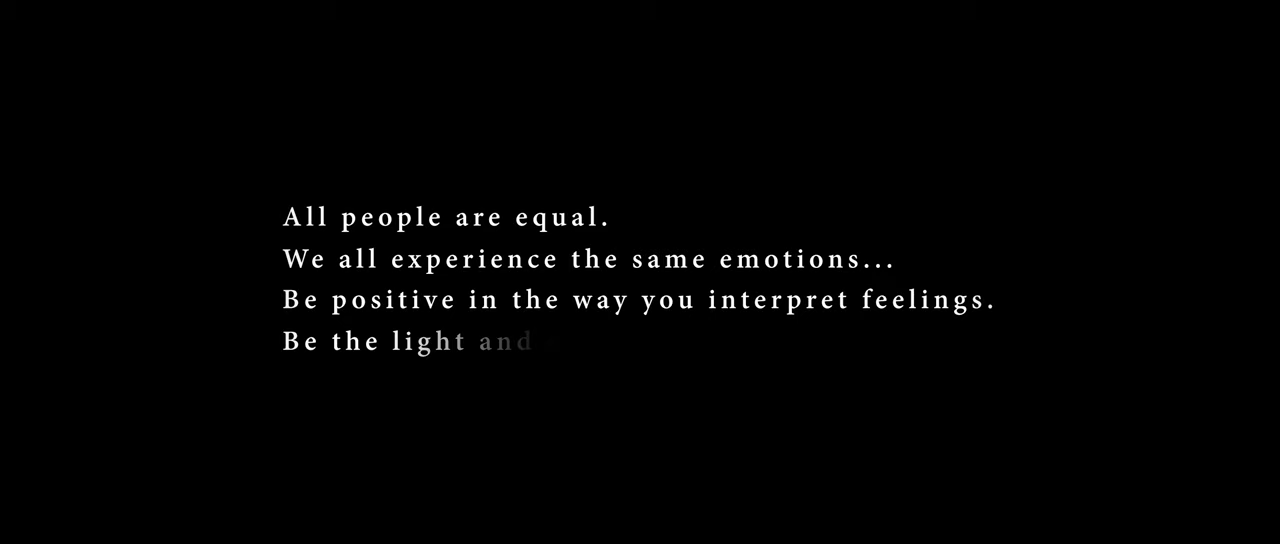 All people are equal.
We all experience the same emotions...
Be positive in the way you interpret feelings.
Be the light and